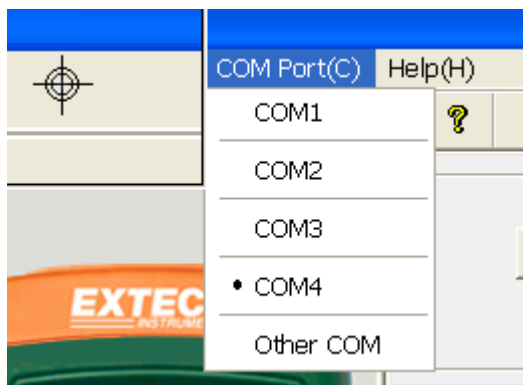 COM Port(C) Help(H)
COM1
COM2
COM3
• COM4
Other COM
EXTEC